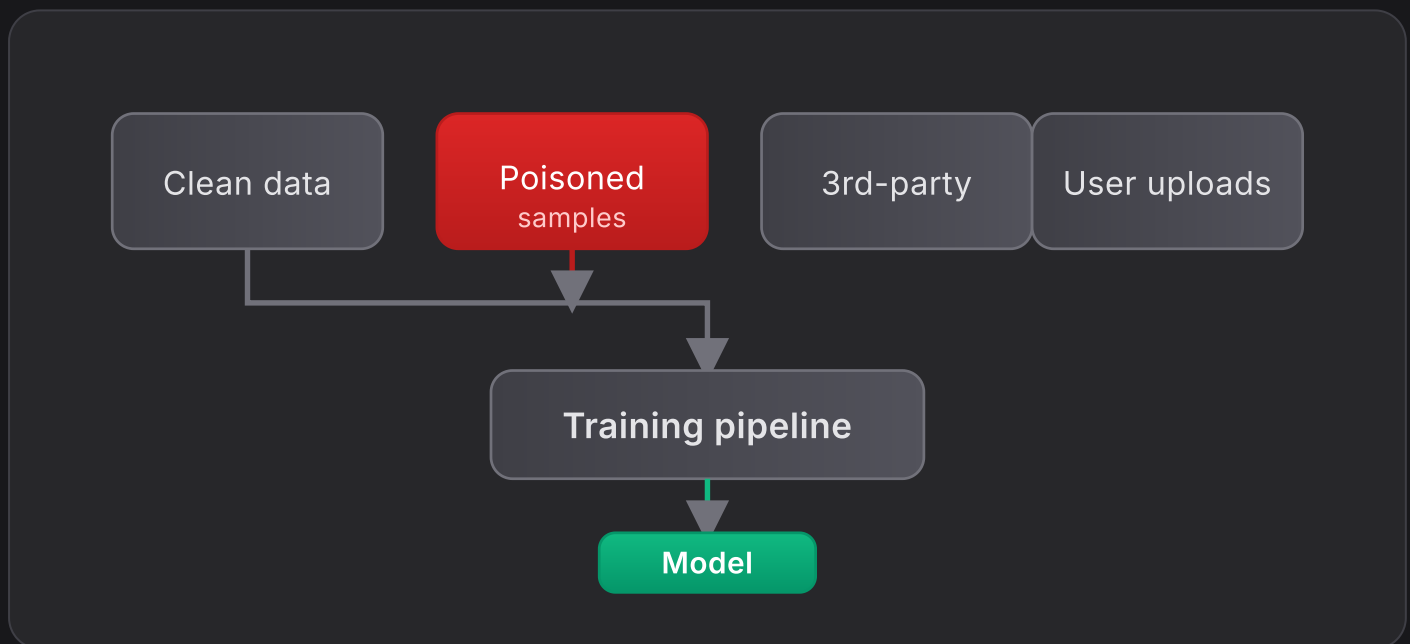 Clean data
Poisoned
samples
3rd-party
User uploads
Training pipeline
Model